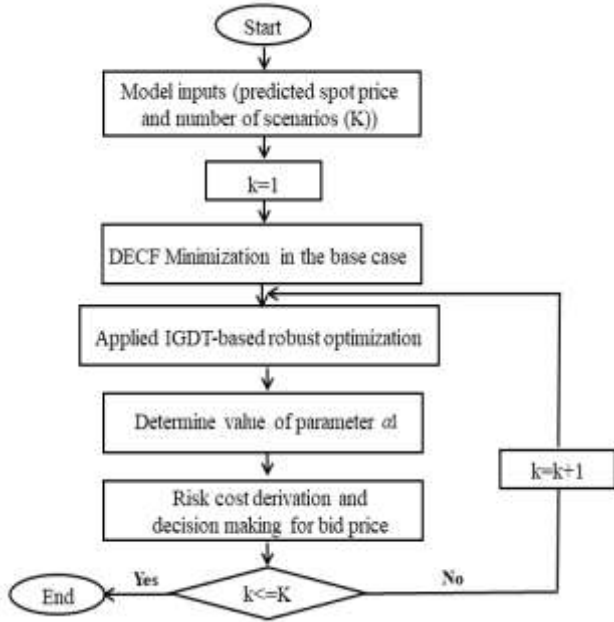 Start
Model inputs (predicted spot price
and number of scenarios (K))
k=1
DECF Minimization in the base case
Applied IGDT-based robust optimization
Determine value of parameter α1
Risk cost derivation and
decision making for bid price
k=k+1
Yes
No
k<=K
End